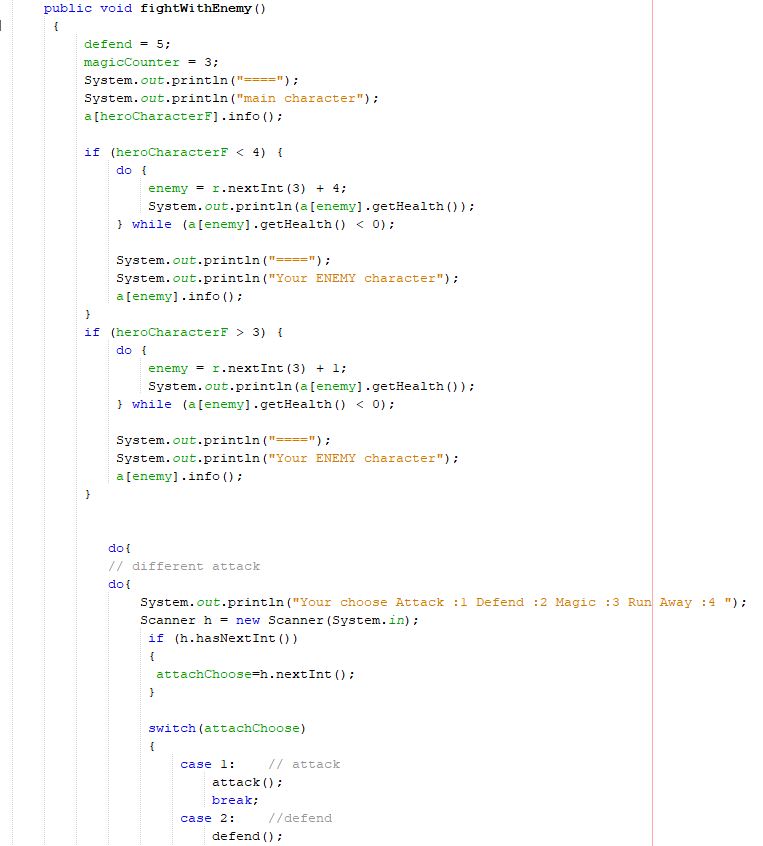 public void fightWithEnemy()
{
defend = 5;
magicCounter = 3;
System.out.println("====");
System.out.println("main character");
a[heroCharacterF].info();
if (heroCharacterF < 4) {
do {
enemy = r.nextInt(3) + 4;
System.out.println(a[enemy].getHealth());
} while (a[enemy].getHealth() < 0);
System.out.println("====");
System.out.println("Your ENEMY character");
a[enemy].info();
}
if (heroCharacterF > 3) {
do {
enemy = r.nextInt(3) + 1;
System.out.println(a[enemy].getHealth());
} while (a[enemy].getHealth() < 0);
System.out.println("====");
System.out.println("Your ENEMY character");
a[enemy].info();
}
do{
// different attack
do{
System.out.println("Your choose Attack :1 Defend :2 Magic :3 Run Away :4 ");
Scanner h = new Scanner(System.in);
if (h.hasNextInt())
{
attachChoose=h.nextInt();
}
switch(attachChoose)
{
case 1: // attack
attack();
break;
case 2: //defend
defend();